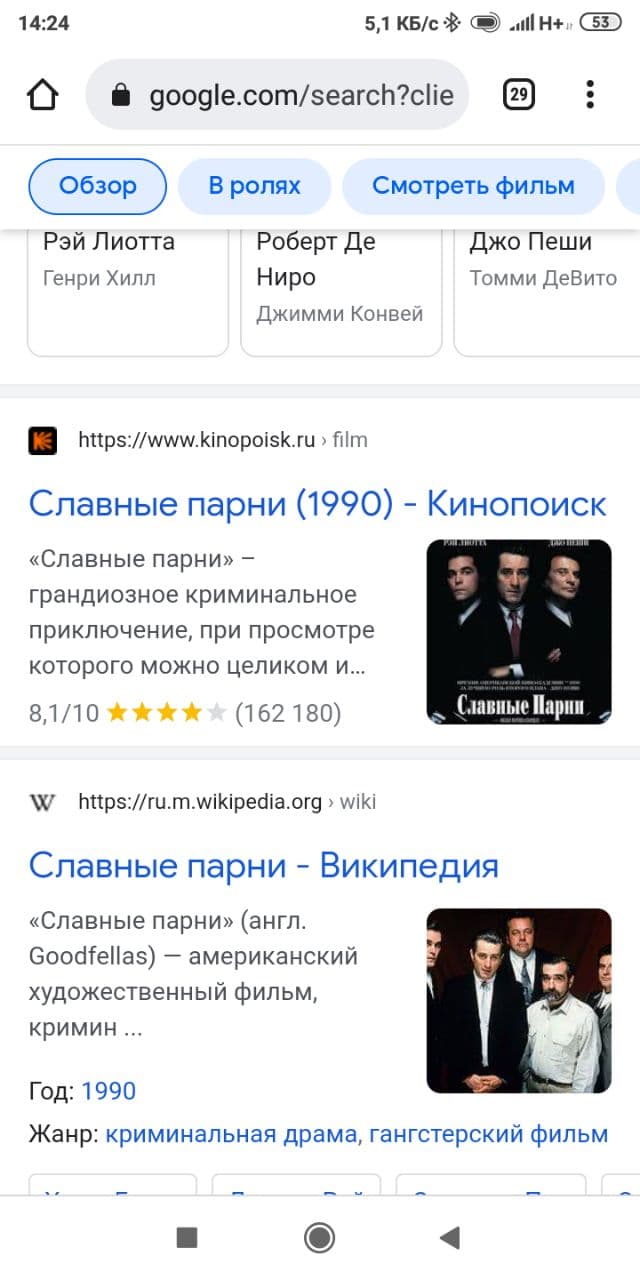 14:24
5,1 КБ/с
H+
53
google.com/search?clie
29
Обзор
В ролях
Смотреть фильм
Рэй Лиотта
Генри Хилл
Роберт Де
Ниро
Джимми Конвей
Джо Пеши
Томми ДеВито
https://www.kinopoisk.ru › film
Славные парни (1990) - Кинопоиск
«Славные парни» –
грандиозное криминальное
приключение, при просмотре
которого можно целиком и...
8,1/10
(162 180)
РЭЙ ЛИОТТА
ДЖО ПЕШИ
Славные Парни
W https://ru.m.wikipedia.org › wiki
Славные парни - Википедия
«Славные парни» (англ.
Goodfellas) — американский
художественный фильм,
кримин ...
Год: 1990
Жанр: криминальная драма, гангстерский фильм